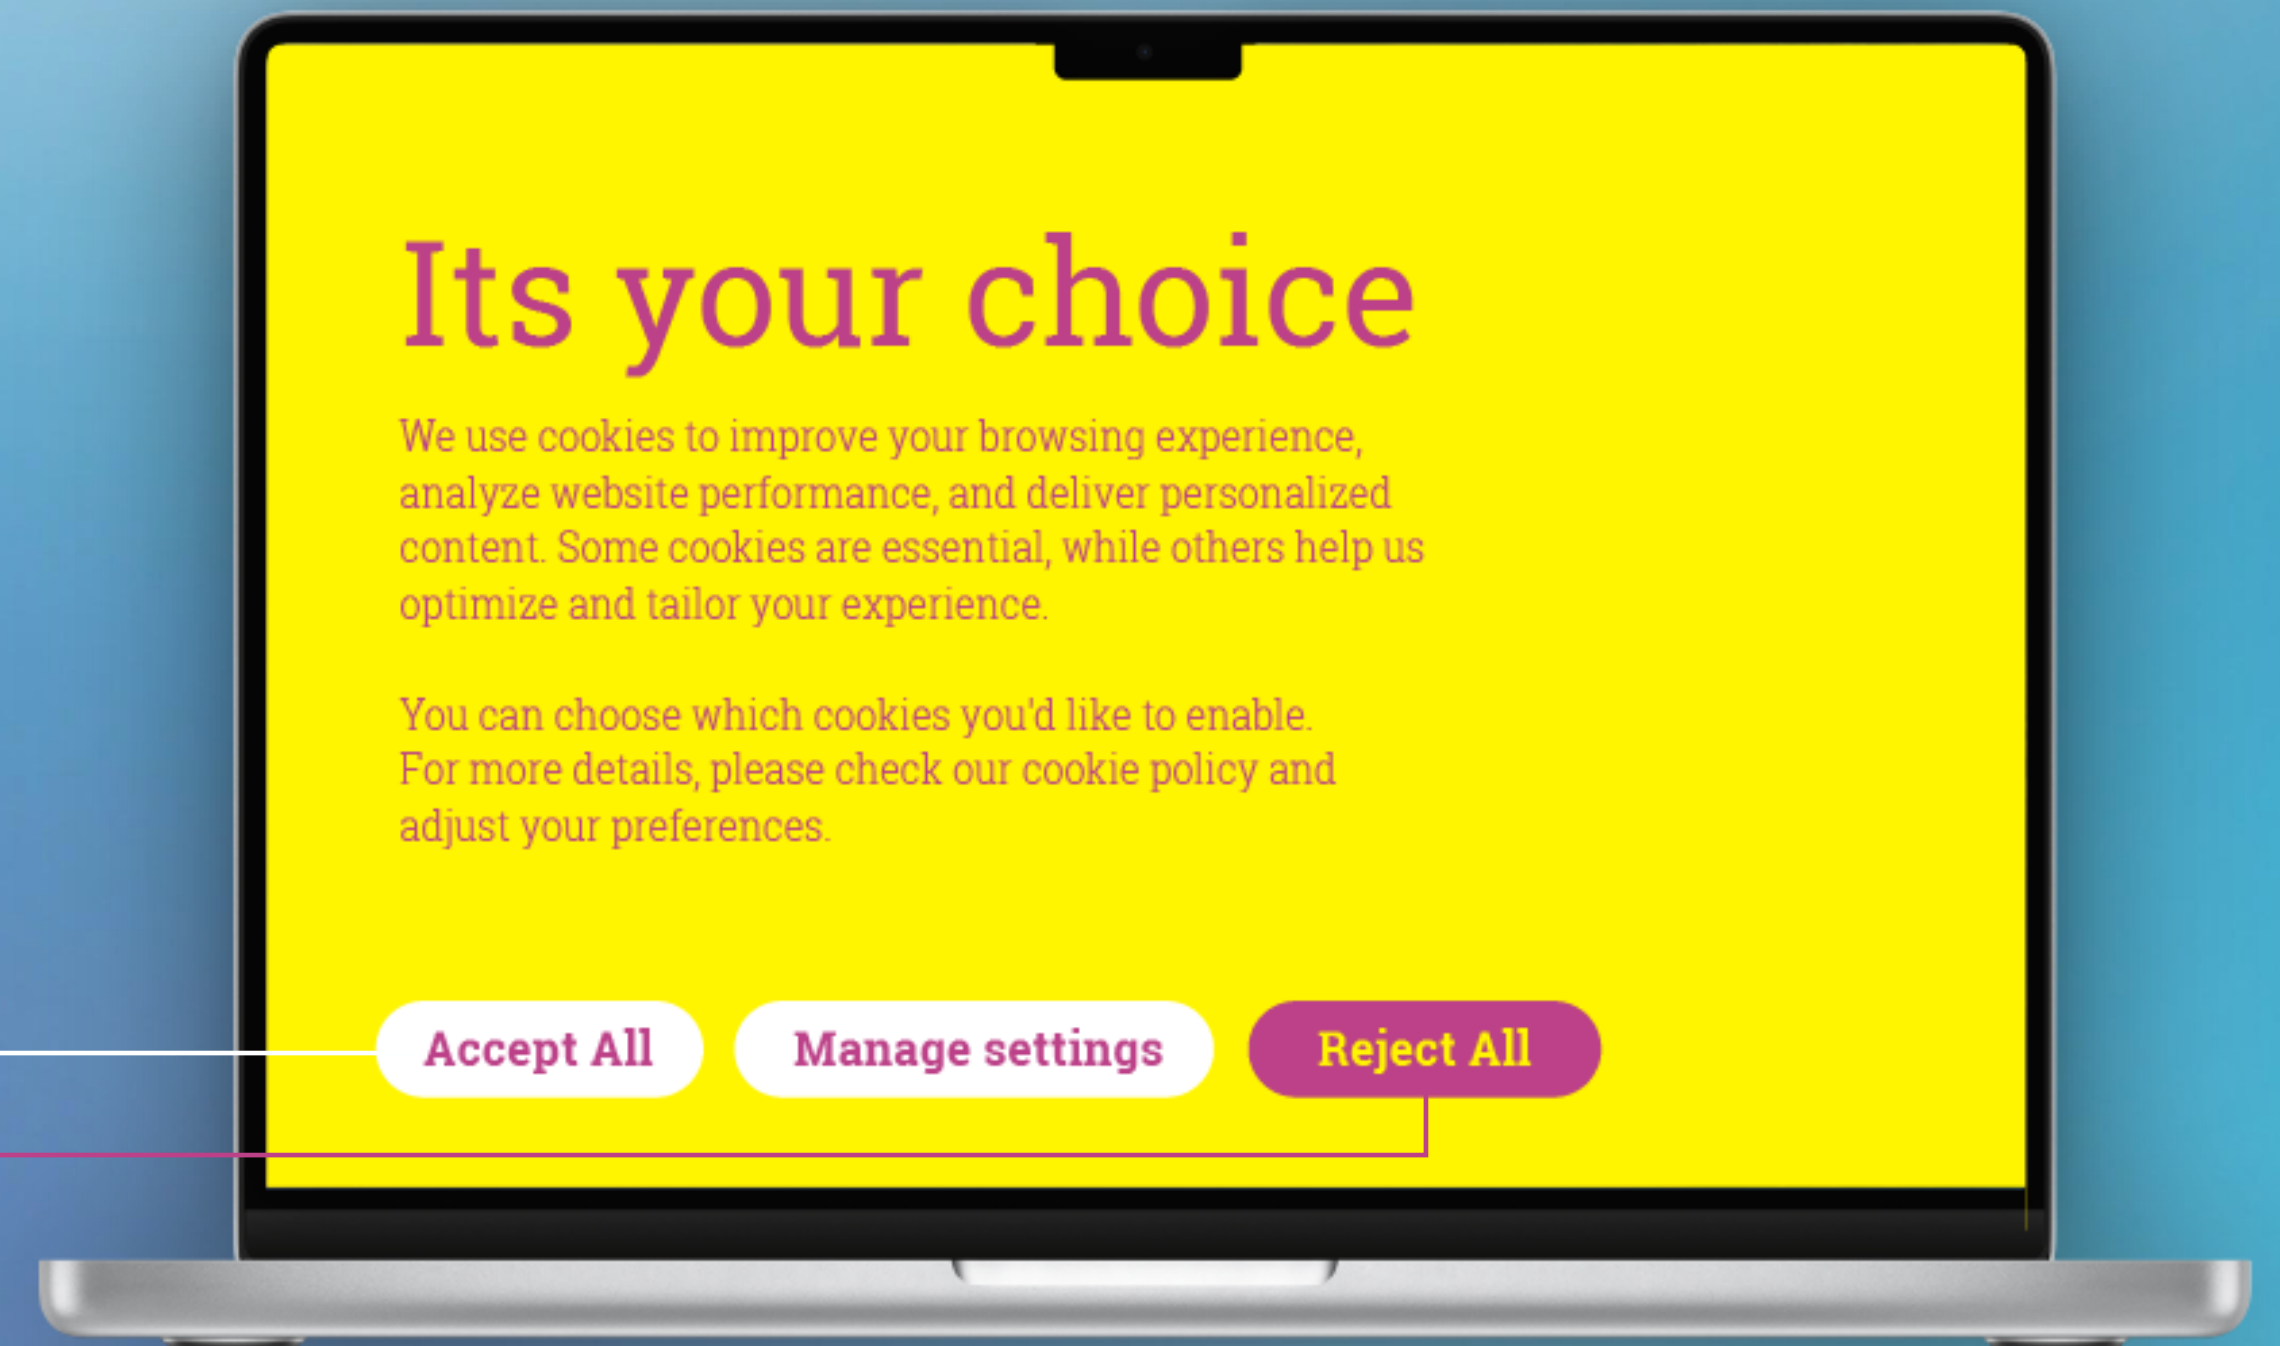 Its your choice
We use cookies to improve your browsing experience,
analyze website performance, and deliver personalized
content. Some cookies are essential, while others help us
optimize and tailor your experience.
You can choose which cookies you'd like to enable.
For more details, please check our cookie policy and
adjust your preferences.
Accept All
Manage settings
Reject All